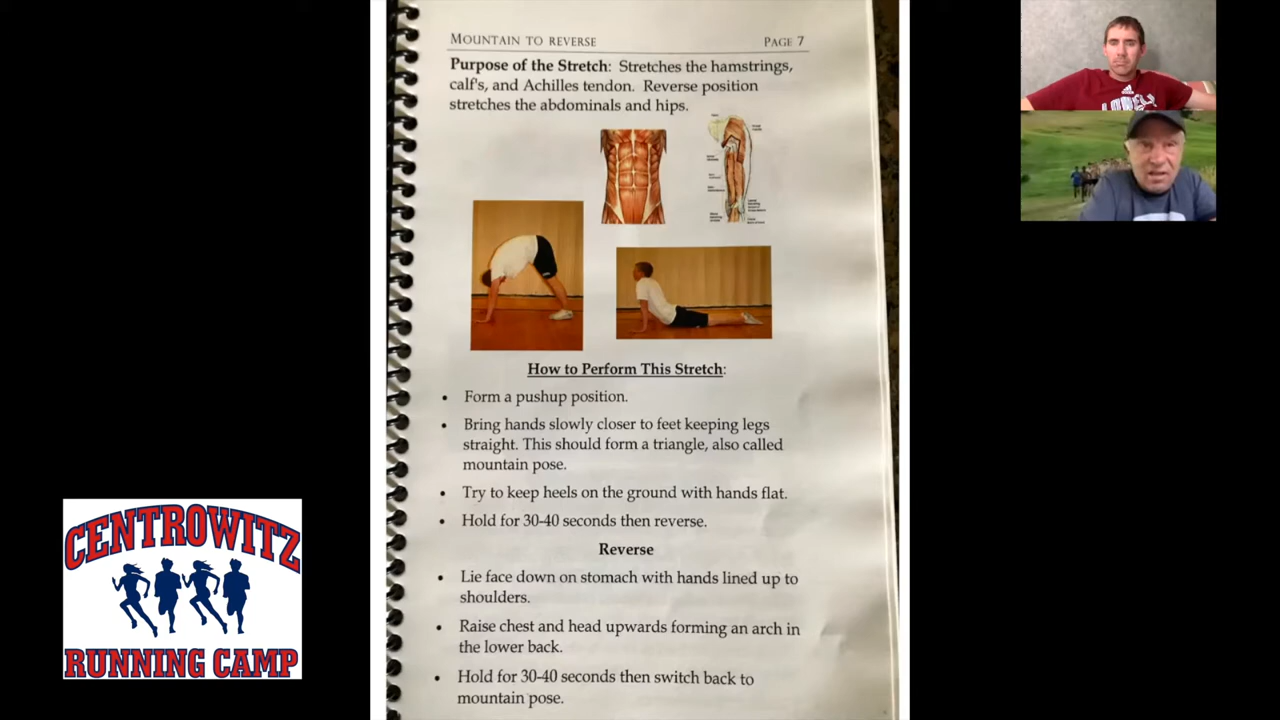 MOUNTAIN TO REVERSE PAGE 7
Purpose of the Stretch: Stretches the hamstrings,
calf's, and Achilles tendon. Reverse position
stretches the abdominals and hips.
How to Perform This Stretch:
• Form a pushup position.
• Bring hands slowly closer to feet keeping legs
straight. This should form a triangle, also called
mountain pose.
• Try to keep heels on the ground with hands flat.
• Hold for 30-40 seconds then reverse.
Reverse
• Lie face down on stomach with hands lined up to
shoulders.
• Raise chest and head upwards forming an arch in
the lower back.
• Hold for 30-40 seconds then switch back to
mountain pose.
CENTROWITZ
RUNNING CAMP